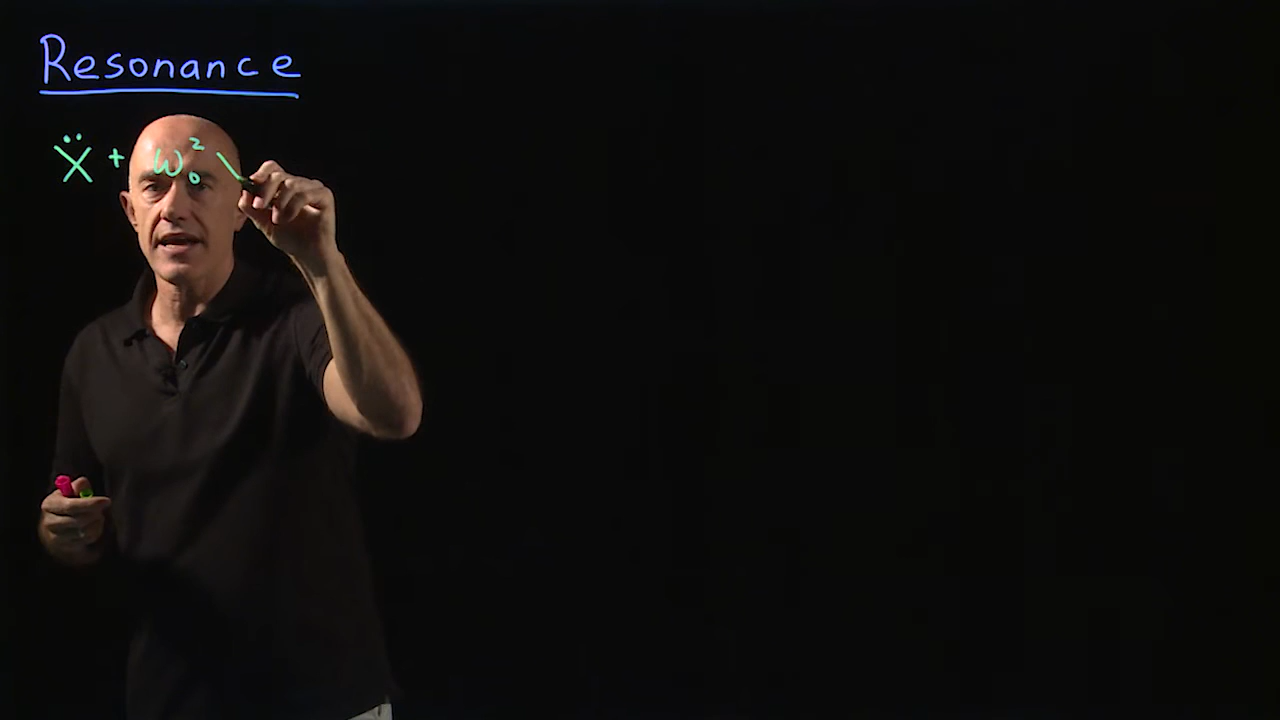 Resonance
ẍ + ω₀²